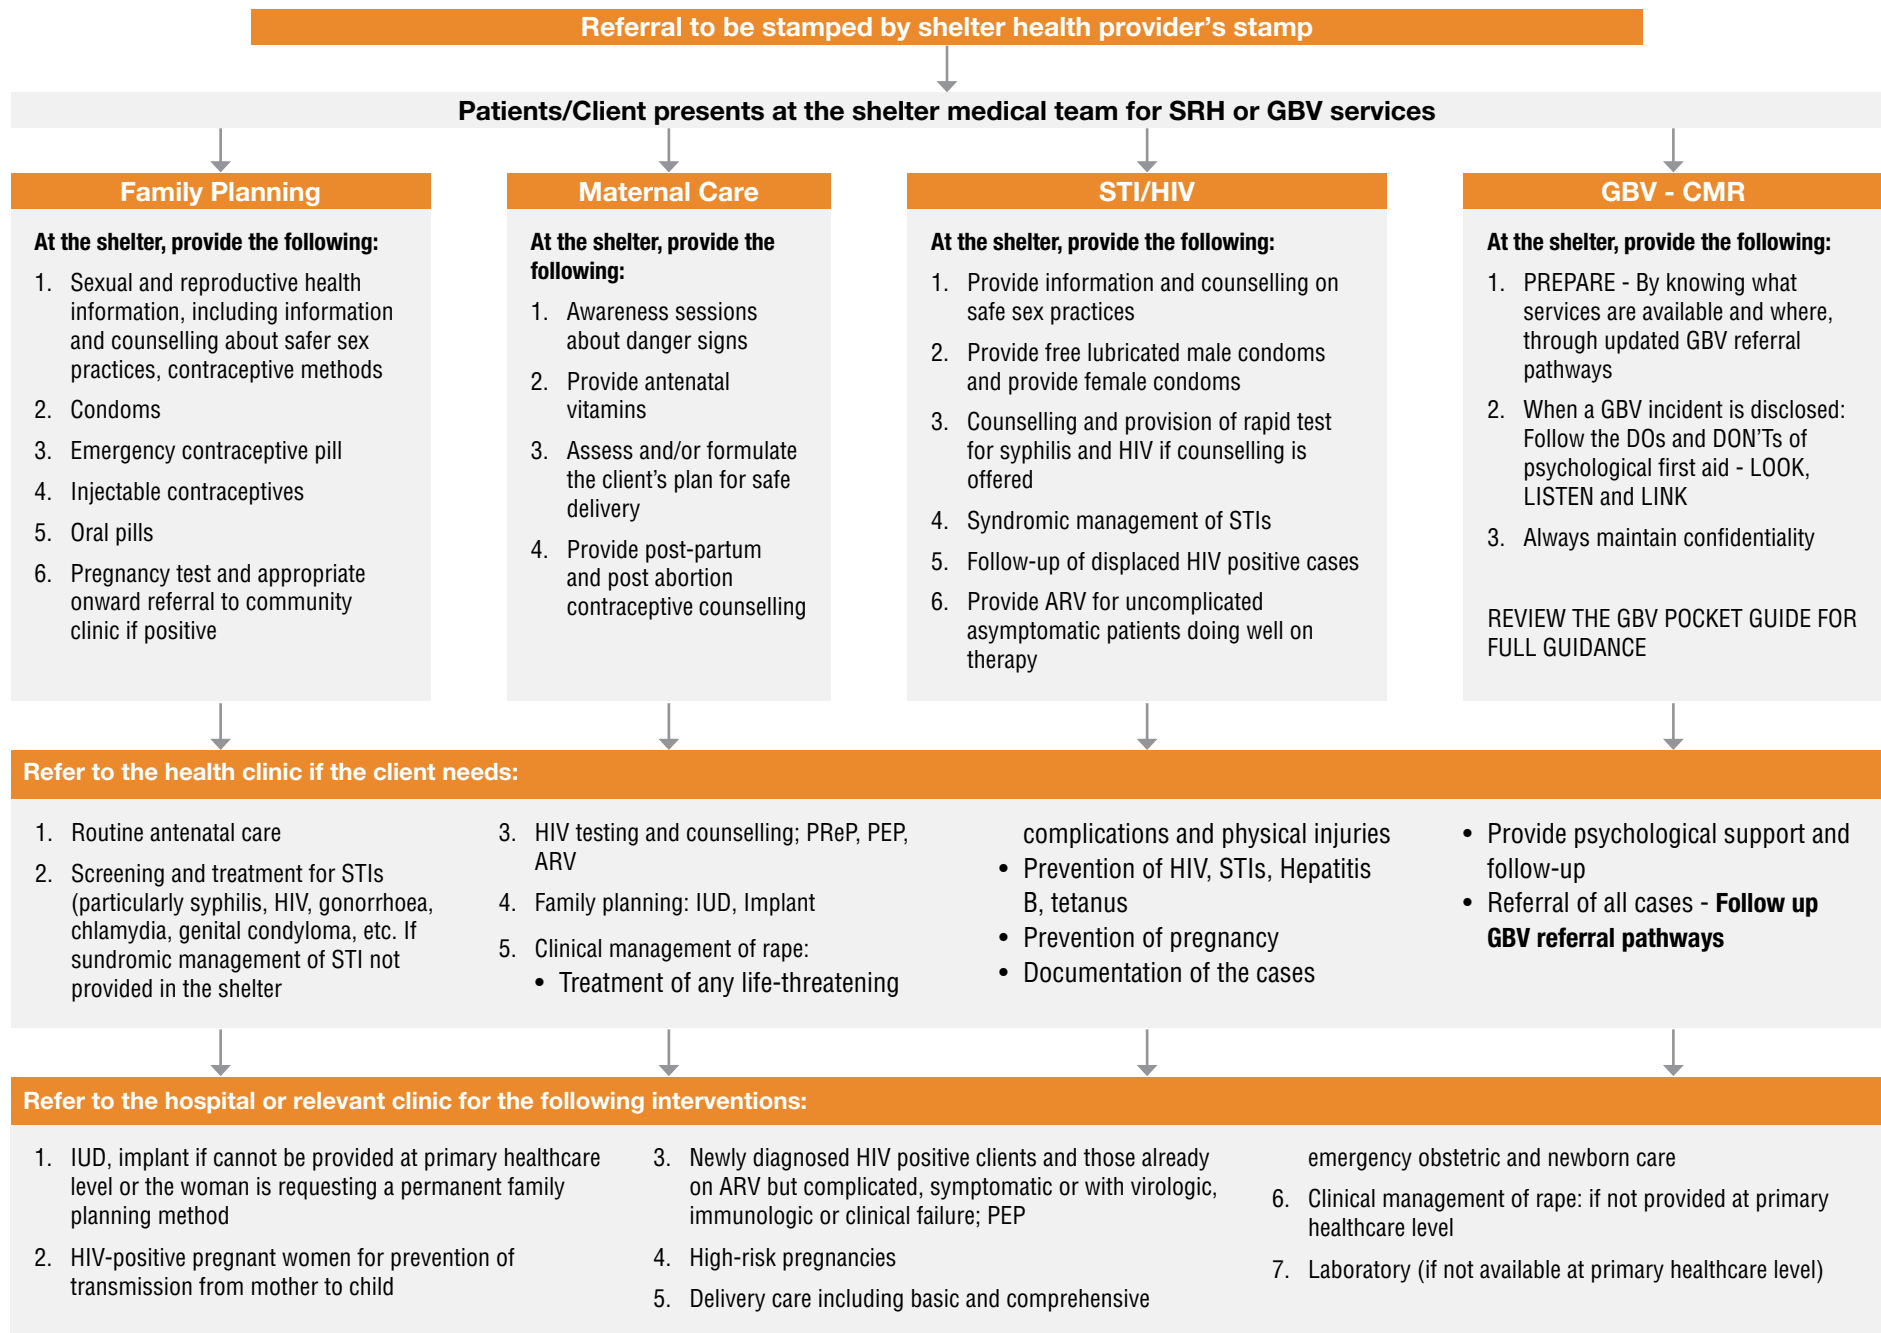 Referral to be stamped by shelter health provider's stamp
Patients/Client presents at the shelter medical team for SRH or GBV services
Family Planning
At the shelter, provide the following:
1. Sexual and reproductive health
information, including information
and counselling about safer sex
practices, contraceptive methods
2. Condoms
3. Emergency contraceptive pill
4. Injectable contraceptives
5. Oral pills
6. Pregnancy test and appropriate
onward referral to community
clinic if positive
Maternal Care
At the shelter, provide the
following:
1. Awareness sessions
about danger signs
2. Provide antenatal
vitamins
3. Assess and/or formulate
the client's plan for safe
delivery
4. Provide post-partum
and post abortion
contraceptive counselling
STI/HIV
At the shelter, provide the following:
1. Provide information and counselling on
safe sex practices
2. Provide free lubricated male condoms
and provide female condoms
3. Counselling and provision of rapid test
for syphilis and HIV if counselling is
offered
4. Syndromic management of STIs
5. Follow-up of displaced HIV positive cases
6. Provide ARV for uncomplicated
asymptomatic patients doing well on
therapy
GBV - CMR
At the shelter, provide the following:
1. PREPARE - By knowing what
services are available and where,
through updated GBV referral
pathways
2. When a GBV incident is disclosed:
Follow the DOs and DON'Ts of
psychological first aid - LOOK,
LISTEN and LINK
3. Always maintain confidentiality
REVIEW THE GBV POCKET GUIDE FOR
FULL GUIDANCE
Refer to the health clinic if the client needs:
1. Routine antenatal care
2. Screening and treatment for STIs
(particularly syphilis, HIV, gonorrhoea,
chlamydia, genital condyloma, etc. If
sundromic management of STI not
provided in the shelter
3. HIV testing and counselling; PReP, PEP,
ARV
4. Family planning: IUD, Implant
5. Clinical management of rape:
• Treatment of any life-threatening
complications and physical injuries
• Prevention of HIV, STIs, Hepatitis
B, tetanus
• Prevention of pregnancy
• Documentation of the cases
• Provide psychological support and
follow-up
• Referral of all cases - Follow up
GBV referral pathways
Refer to the hospital or relevant clinic for the following interventions:
1. IUD, implant if cannot be provided at primary healthcare
level or the woman is requesting a permanent family
planning method
2. HIV-positive pregnant women for prevention of
transmission from mother to child
3. Newly diagnosed HIV positive clients and those already
on ARV but complicated, symptomatic or with virologic,
immunologic or clinical failure; PEP
4. High-risk pregnancies
5. Delivery care including basic and comprehensive
emergency obstetric and newborn care
6. Clinical management of rape: if not provided at primary
healthcare level
7. Laboratory (if not available at primary healthcare level)